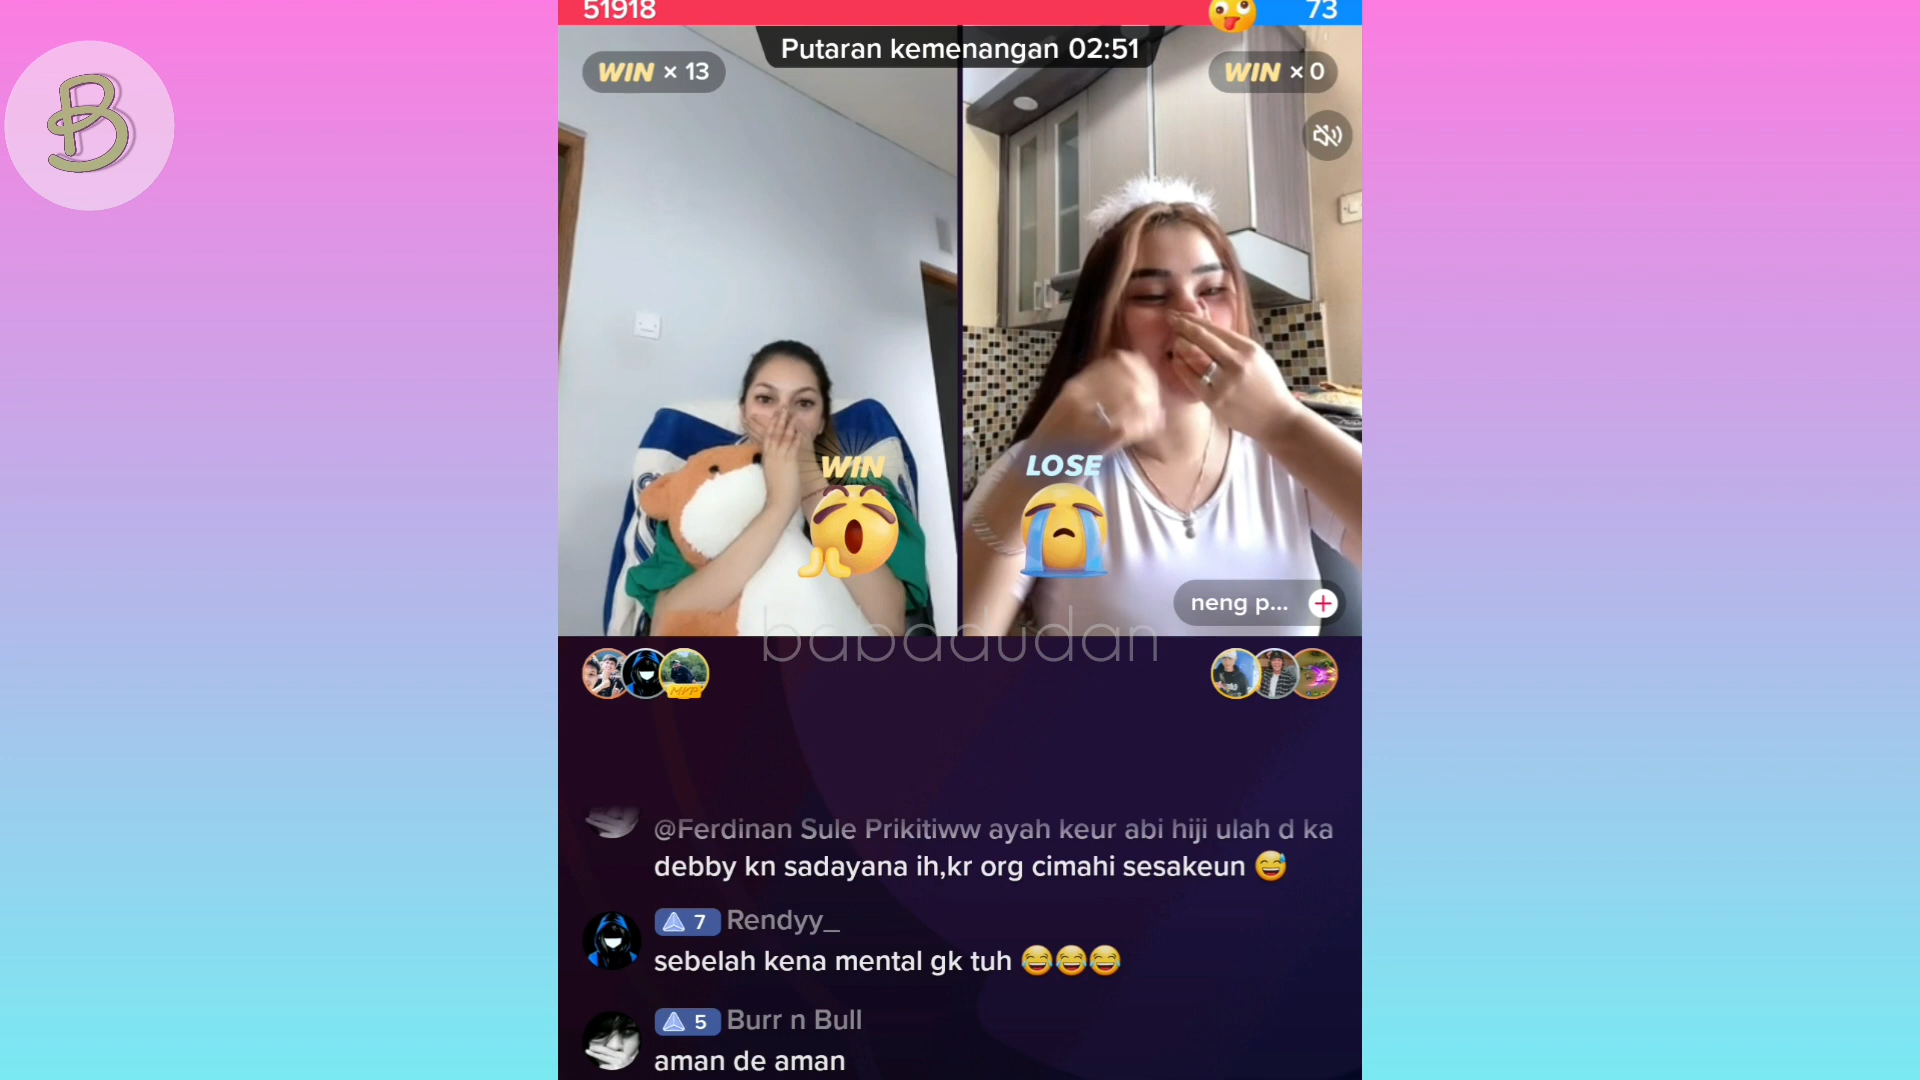 51918
73
Putaran kemenangan 02:51
WIN × 13
WIN × 0
B
WIN
LOSE
neng p...
babadudan
MVP
@Ferdinan Sule Prikitiww ayah keur abi hiji ulah d ka
debby kn sadayana ih,kr org cimahi sesakeun 😅
7 Rendyy_
sebelah kena mental gk tuh 😂😂😂
5 Burr n Bull
aman de aman